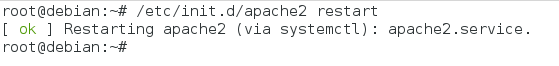 root@debian:~# /etc/init.d/apache2 restart
[ ok ] Restarting apache2 (via systemctl): apache2.service.
root@debian:~#